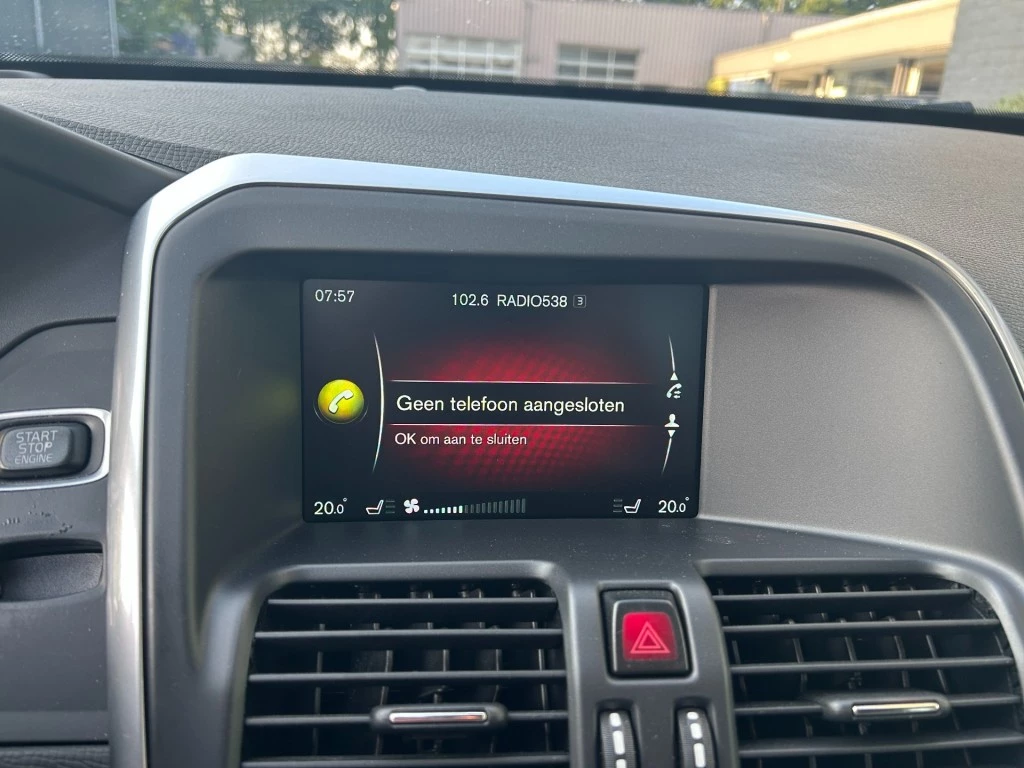 07:57
102.6 RADIO538 3
Geen telefoon aangesloten
OK om aan te sluiten
20.0°
20.0°
START
STOP
ENGINE